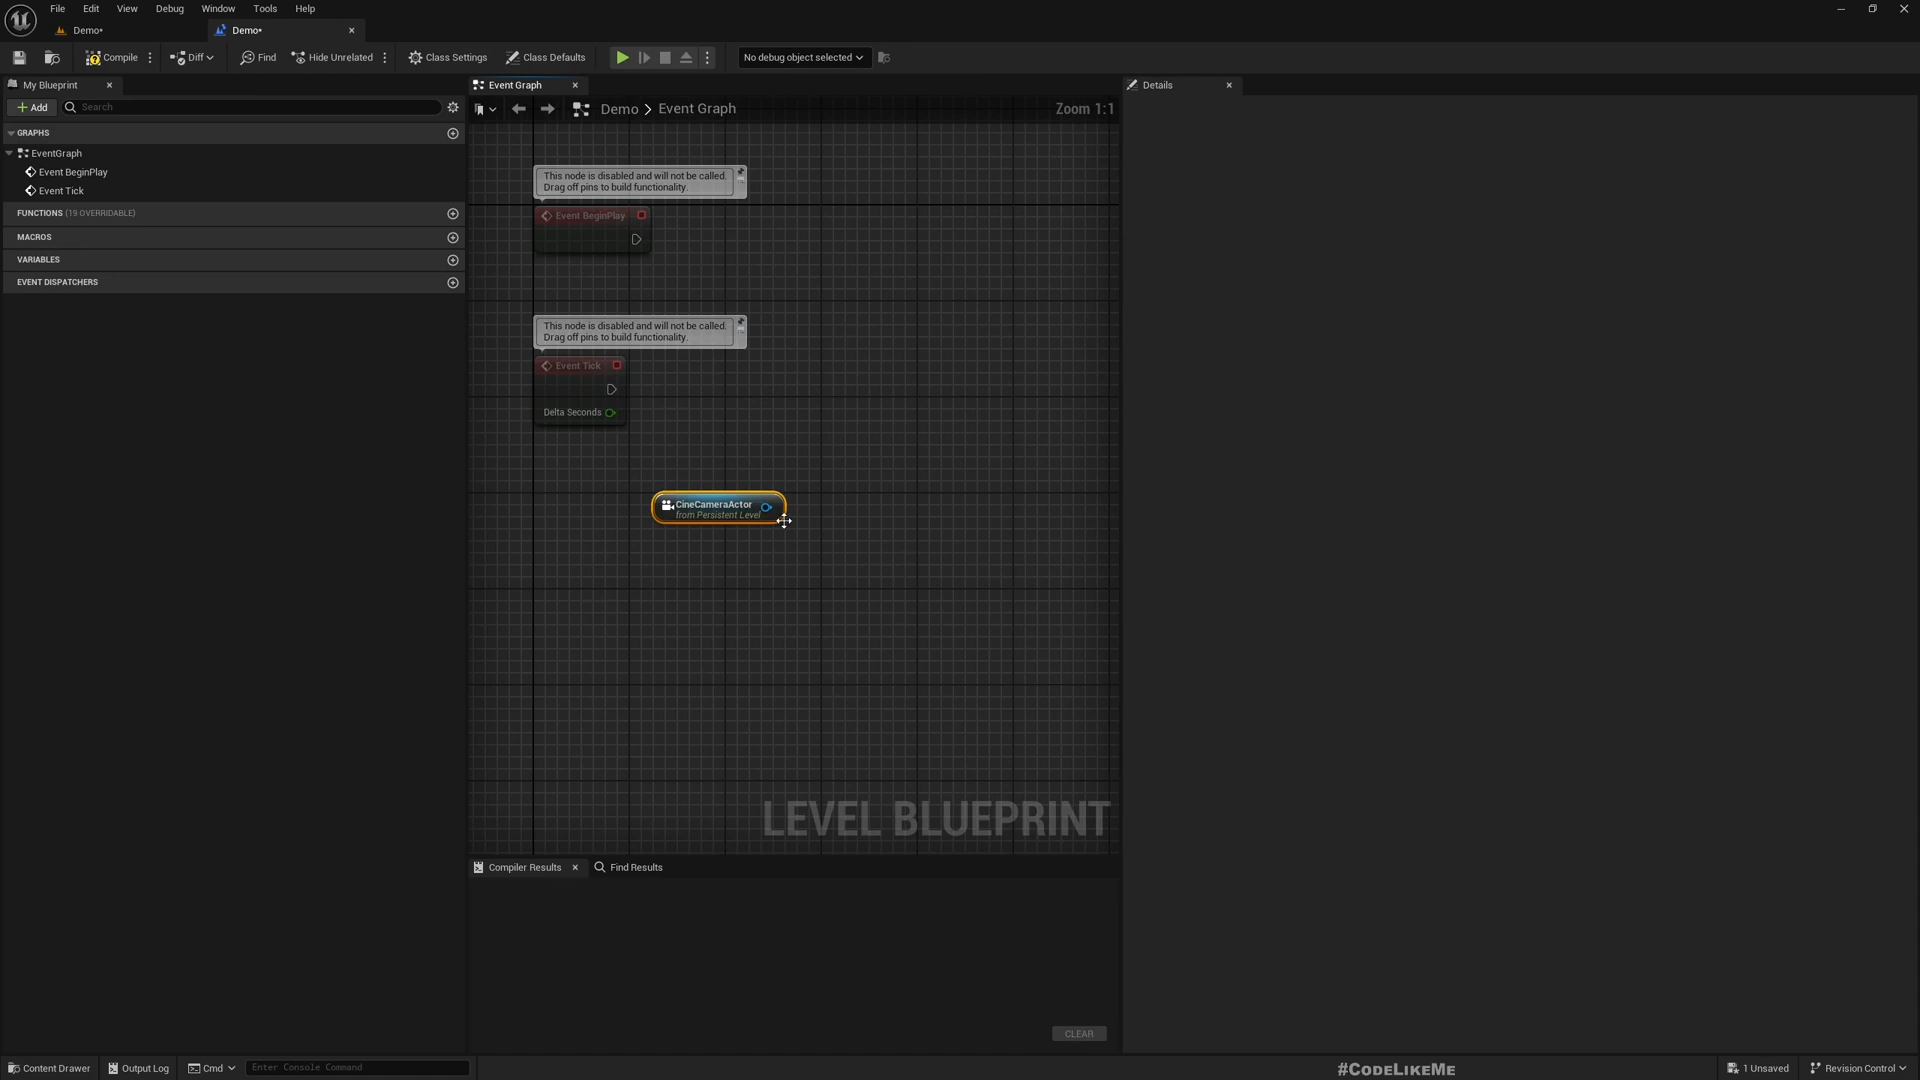 File Edit View Debug Window Tools Help
Demo* Demo*
Compile Diff Find Hide Unrelated Class Settings Class Defaults No debug object selected
My Blueprint Event Graph Details
Add Search
Demo > Event Graph Zoom 1:1
GRAPHS
EventGraph
Event BeginPlay
Event Tick
FUNCTIONS (19 OVERRIDABLE)
MACROS
VARIABLES
EVENT DISPATCHERS
This node is disabled and will not be called.
Drag off pins to build functionality.
Event BeginPlay
This node is disabled and will not be called.
Drag off pins to build functionality.
Event Tick
Delta Seconds
CineCameraActor
from Persistent Level
LEVEL BLUEPRINT
Compiler Results Find Results
CLEAR
Content Drawer Output Log Cmd Enter Console Command #CODELIKEME 1 Unsaved Revision Control